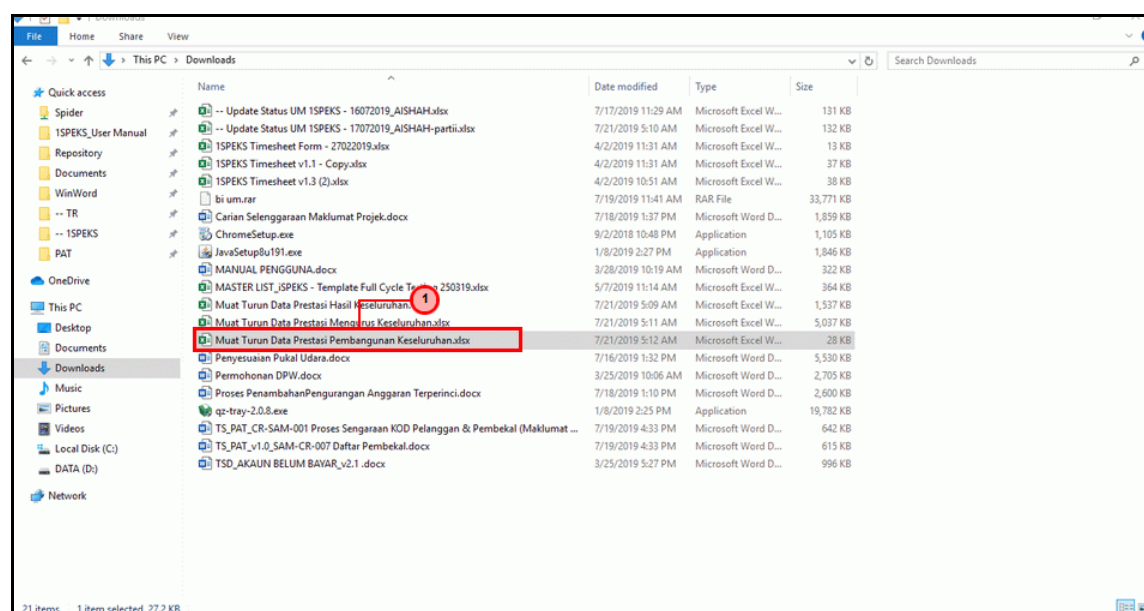 Downloads
File Home Share View
This PC > Downloads Search Downloads
Name Date modified Type Size
Quick access
Spider
1SPEKS_User Manual
Repository
Documents
WinWord
-- TR
-- 1SPEKS
PAT
OneDrive
This PC
Desktop
Documents
Downloads
Music
Pictures
Videos
Local Disk (C:)
DATA (D:)
Network
-- Update Status UM 1SPEKS - 16072019_AISHAH.xlsx 7/17/2019 11:29 AM Microsoft Excel W... 131 KB
-- Update Status UM 1SPEKS - 17072019_AISHAH-partii.xlsx 7/21/2019 5:10 AM Microsoft Excel W... 132 KB
1SPEKS Timesheet Form - 27022019.xlsx 4/2/2019 11:31 AM Microsoft Excel W... 13 KB
1SPEKS Timesheet v1.1 - Copy.xlsx 4/2/2019 11:31 AM Microsoft Excel W... 37 KB
1SPEKS Timesheet v1.3 (2).xlsx 4/2/2019 10:51 AM Microsoft Excel W... 38 KB
bi um.rar 7/19/2019 11:41 AM RAR File 33,771 KB
Carian Selenggaraan Maklumat Projek.docx 7/18/2019 1:37 PM Microsoft Word D... 1,859 KB
ChromeSetup.exe 9/2/2018 10:48 PM Application 1,105 KB
JavaSetup8u191.exe 1/8/2019 2:27 PM Application 1,846 KB
MANUAL PENGGUNA.docx 3/28/2019 10:19 AM Microsoft Word D... 322 KB
MASTER LIST_iSPEKS - Template Full Cycle Testing 250319.xlsx 5/7/2019 11:14 AM Microsoft Excel W... 364 KB
1
Muat Turun Data Prestasi Hasil Keseluruhan. 7/21/2019 5:09 AM Microsoft Excel W... 1,537 KB
Muat Turun Data Prestasi Mengurus Keseluruhan.xlsx 7/21/2019 5:11 AM Microsoft Excel W... 5,037 KB
Muat Turun Data Prestasi Pembangunan Keseluruhan.xlsx 7/21/2019 5:12 AM Microsoft Excel W... 28 KB
Penyesuaian Pukal Udara.docx 7/16/2019 1:32 PM Microsoft Word D... 5,530 KB
Permohonan DPW.docx 3/25/2019 10:06 AM Microsoft Word D... 2,705 KB
Proses PenambahanPengurangan Anggaran Terperinci.docx 7/18/2019 1:10 PM Microsoft Word D... 2,600 KB
qz-tray-2.0.8.exe 1/8/2019 2:25 PM Application 19,782 KB
TS_PAT_CR-SAM-001 Proses Sengaraan KOD Pelanggan & Pembekal (Maklumat ... 7/19/2019 4:33 PM Microsoft Word D... 642 KB
TS_PAT_v1.0_SAM-CR-007 Daftar Pembekal.docx 7/19/2019 4:33 PM Microsoft Word D... 615 KB
TSD_AKAUN BELUM BAYAR_v2.1 .docx 3/25/2019 5:27 PM Microsoft Word D... 996 KB
21 items 1 item selected 27.2 KB